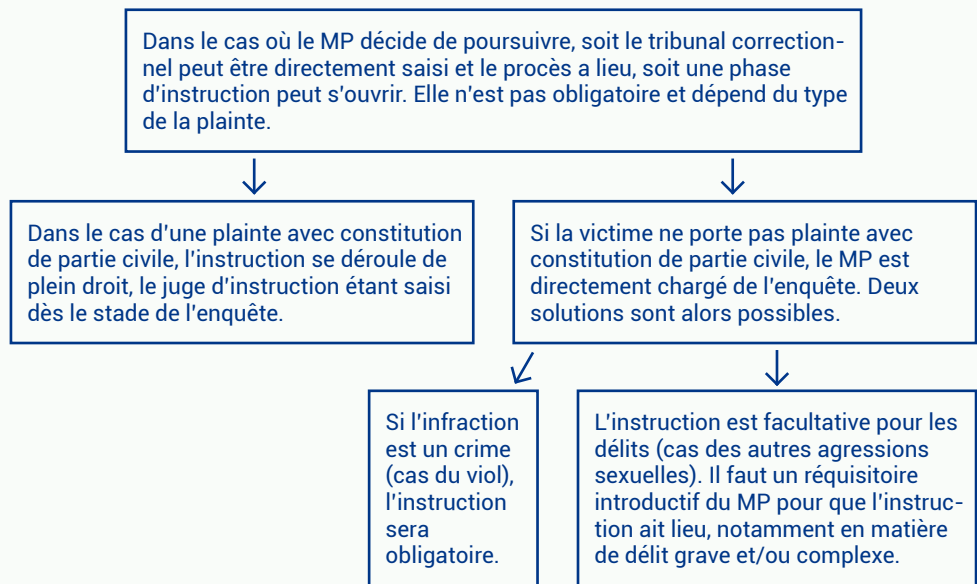 Dans le cas où le MP décide de poursuivre, soit le tribunal correction-
nel peut être directement saisi et le procès a lieu, soit une phase
d'instruction peut s'ouvrir. Elle n'est pas obligatoire et dépend du type
de la plainte.
Dans le cas d'une plainte avec constitution
de partie civile, l'instruction se déroule de
plein droit, le juge d'instruction étant saisi
dès le stade de l'enquête.
Si la victime ne porte pas plainte avec
constitution de partie civile, le MP est
directement chargé de l'enquête. Deux
solutions sont alors possibles.
Si l'infraction
est un crime
(cas du viol),
l'instruction
sera
obligatoire.
L'instruction est facultative pour les
délits (cas des autres agressions
sexuelles). Il faut un réquisitoire
introductif du MP pour que l'instruc-
tion ait lieu, notamment en matière
de délit grave et/ou complexe.